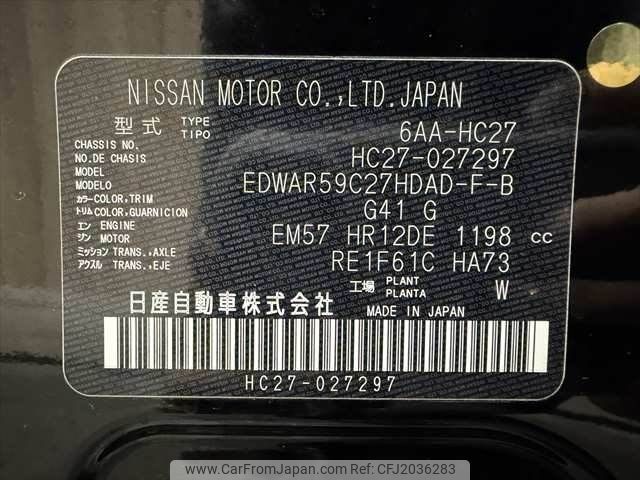 NISSAN MOTOR CO.,LTD.JAPAN
型式 TYPE TIPO 6AA-HC27
CHASSIS NO.
NO.DE CHASIS HC27-027297
MODEL
MODELO EDWAR59C27HDAD-F-B
カラー COLOR,TRIM
トリム COLOR,GUARNICION G41 G
エン ENGINE
ジン MOTOR EM57 HR12DE 1198 cc
ミッション TRANS.,AXLE
アクスル TRANS.,EJE RE1F61C HA73
工場 PLANT PLANTA W
日産自動車株式会社 MADE IN JAPAN
HC27-027297
www.CarFromJapan.com | © CarFromJapan | Ref. CFJ2036283